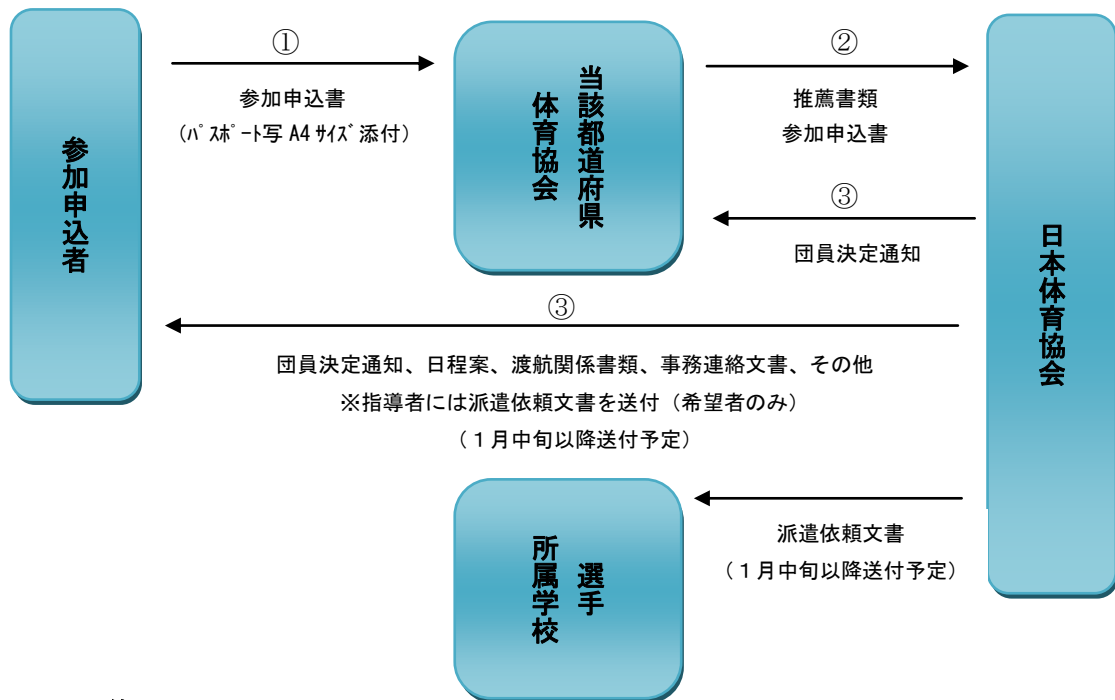 ①
参加申込書
（ﾊﾟｽﾎﾟｰﾄ写 A4 ｻｲｽﾞ添付）
②
推薦書類
参加申込書
③
団員決定通知
参加申込者
当該都道府県
体育協会
日本体育協会
③
団員決定通知、日程案、渡航関係書類、事務連絡文書、その他
※指導者には派遣依頼文書を送付（希望者のみ）
（１月中旬以降送付予定）
選手
所属学校
派遣依頼文書
（１月中旬以降送付予定）